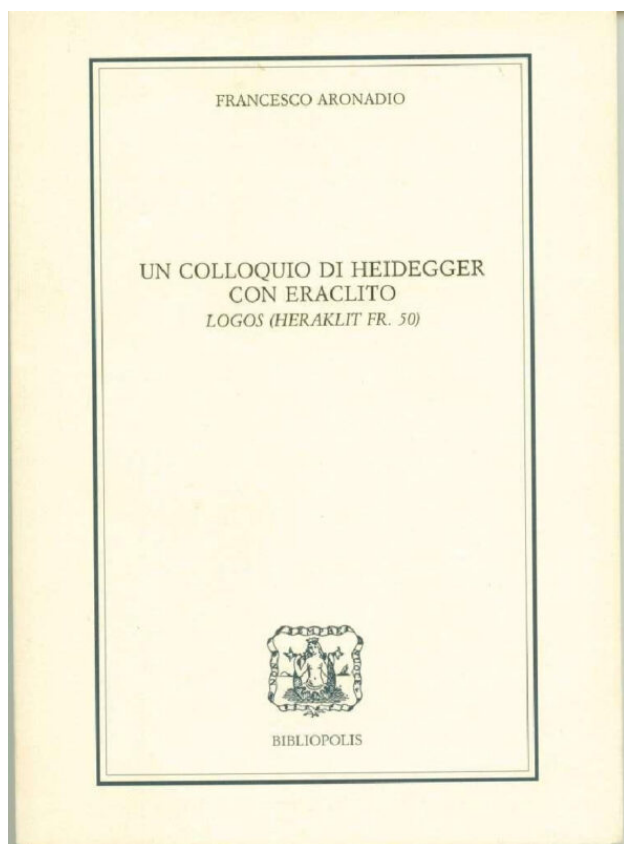 FRANCESCO ARONADIO
UN COLLOQUIO DI HEIDEGGER
CON ERACLITO
LOGOS (HERAKLIT FR. 50)
BIBLIOPOLIS